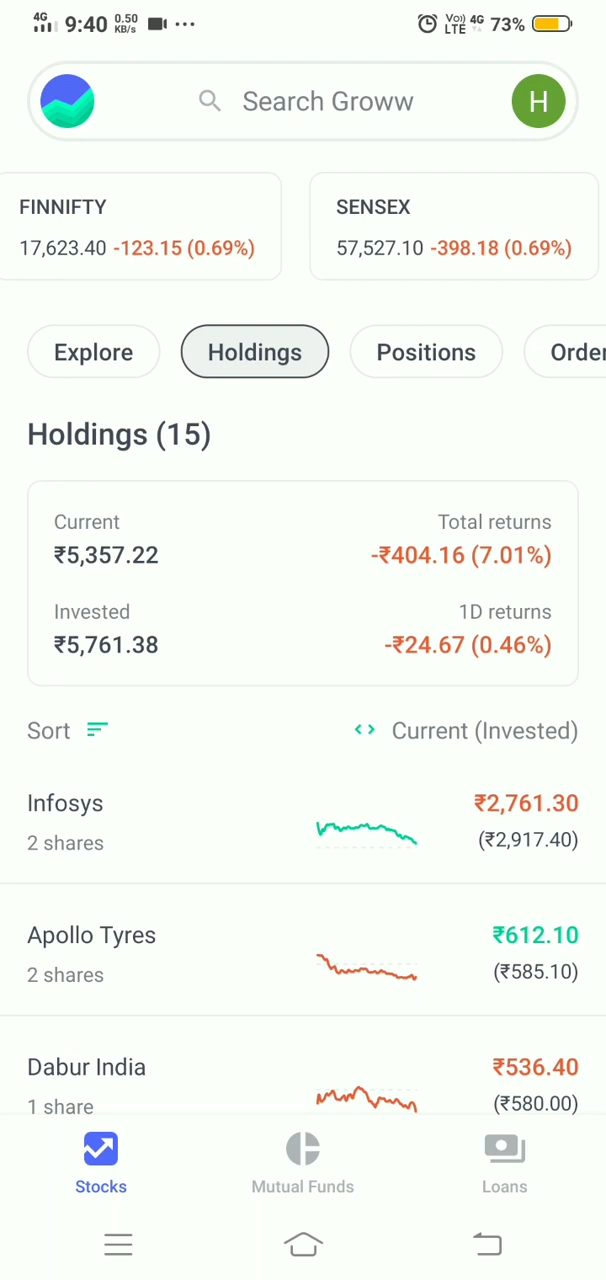 4G 9:40 0.50 KB/s ... Vo)) LTE 4G 73%
Search Groww H
FINNIFTY
17,623.40 -123.15 (0.69%)
SENSEX
57,527.10 -398.18 (0.69%)
Explore Holdings Positions Order
Holdings (15)
Current Total returns
₹5,357.22 -₹404.16 (7.01%)
Invested 1D returns
₹5,761.38 -₹24.67 (0.46%)
Sort <> Current (Invested)
Infosys ₹2,761.30
2 shares (₹2,917.40)
Apollo Tyres ₹612.10
2 shares (₹585.10)
Dabur India ₹536.40
1 share (₹580.00)
Stocks Mutual Funds Loans